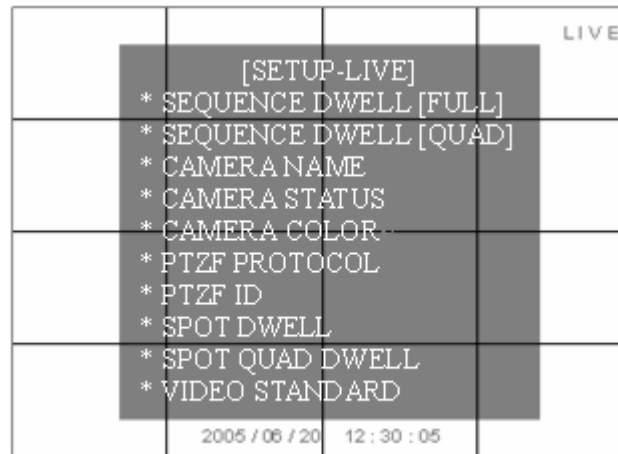 LIVE
[SETUP-LIVE]
* SEQUENCE DWELL [FULL]
* SEQUENCE DWELL [QUAD]
* CAMERA NAME
* CAMERA STATUS
* CAMERA COLOR
* PTZF PROTOCOL
* PTZF ID
* SPOT DWELL
* SPOT QUAD DWELL
* VIDEO STANDARD
2005 / 06 / 20 12 : 30 : 05